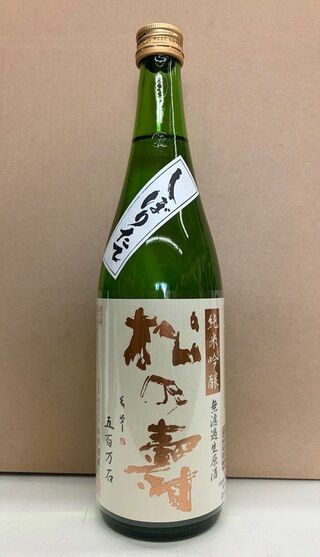 しぼりたて
純米吟醸
無濾過生原酒
松の寿
五百万石